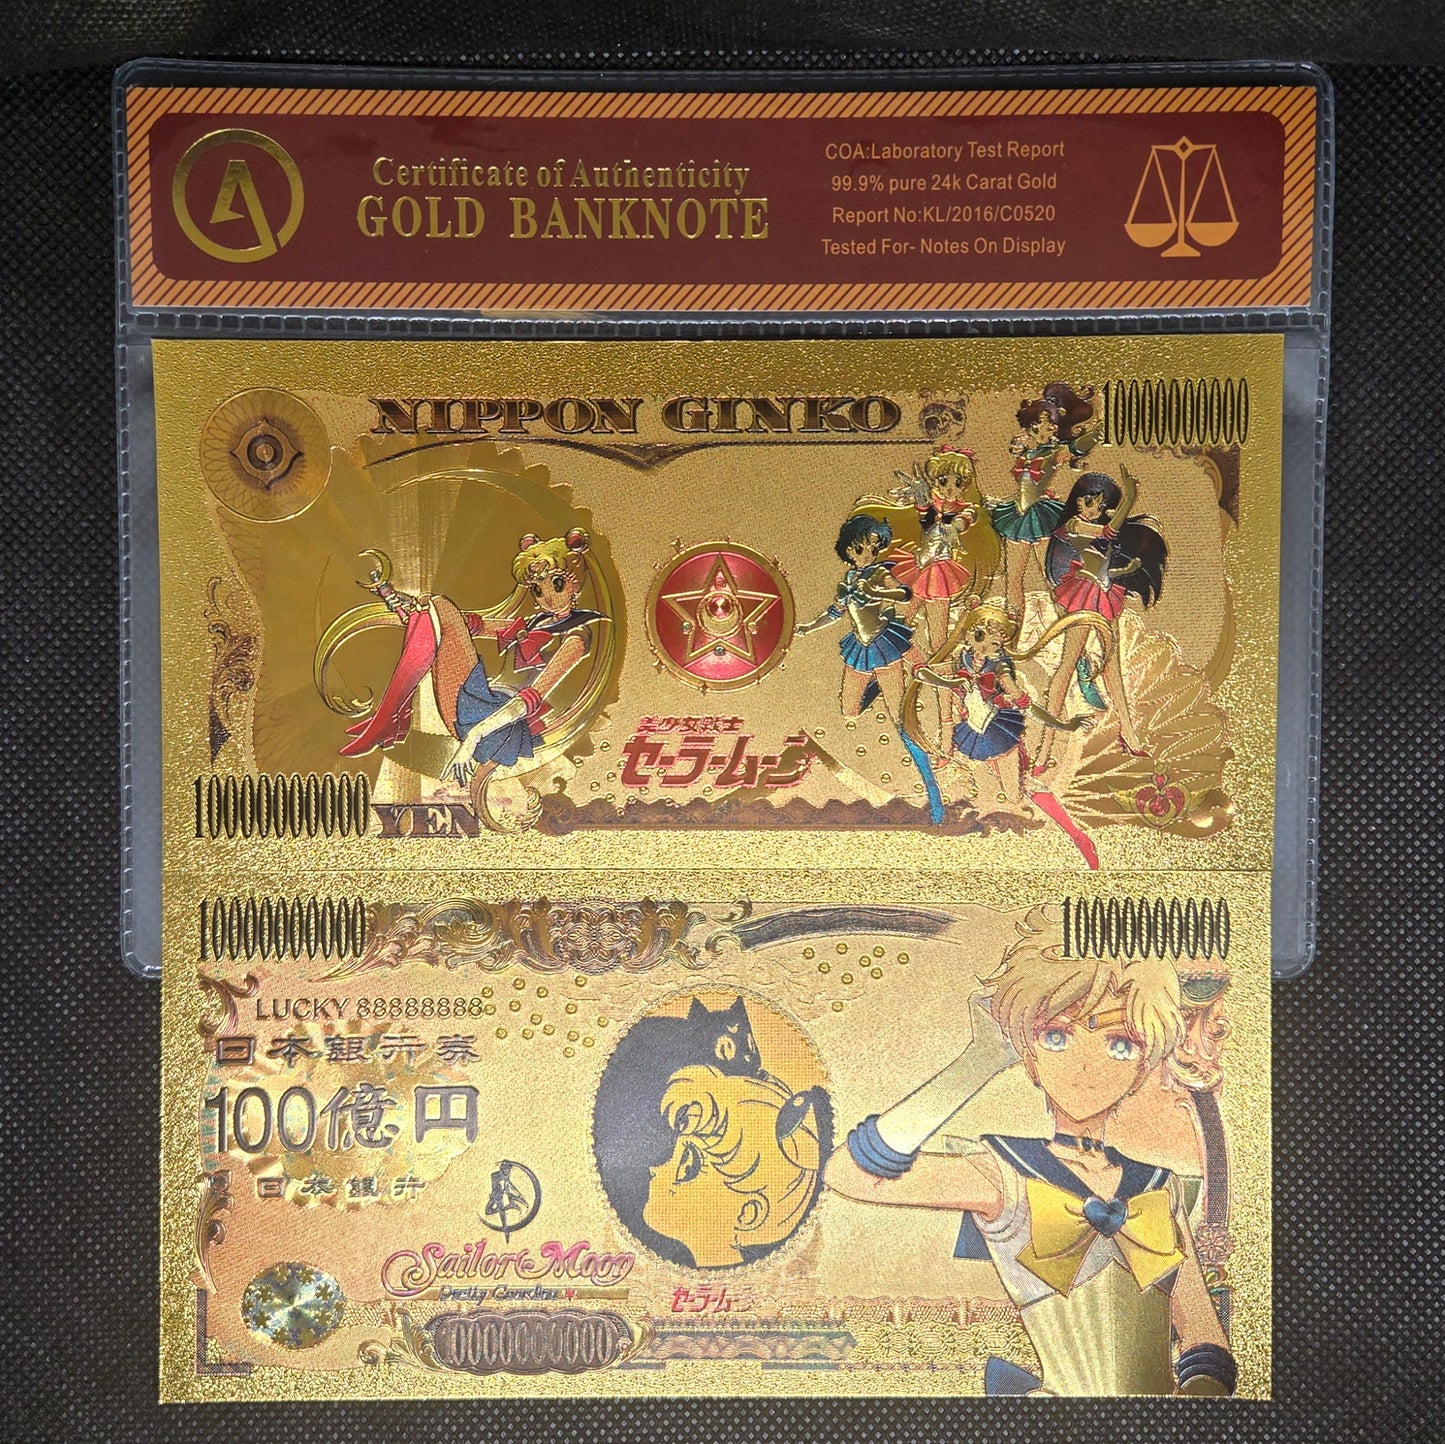 Certificate of Authenticity
GOLD BANKNOTE
COA:Laboratory Test Report
99.9% pure 24k Carat Gold
Report No:KL/2016/C0520
Tested For- Notes On Display
NIPPON GINKO
10000000000
美少女戦士
セーラームーン
10000000000
YEN
10000000000
10000000000
LUCKY 88888888
日本銀行券
100億円
日本銀行
Sailor Moon
Pretty Guardian
セーラームーン
10000000000